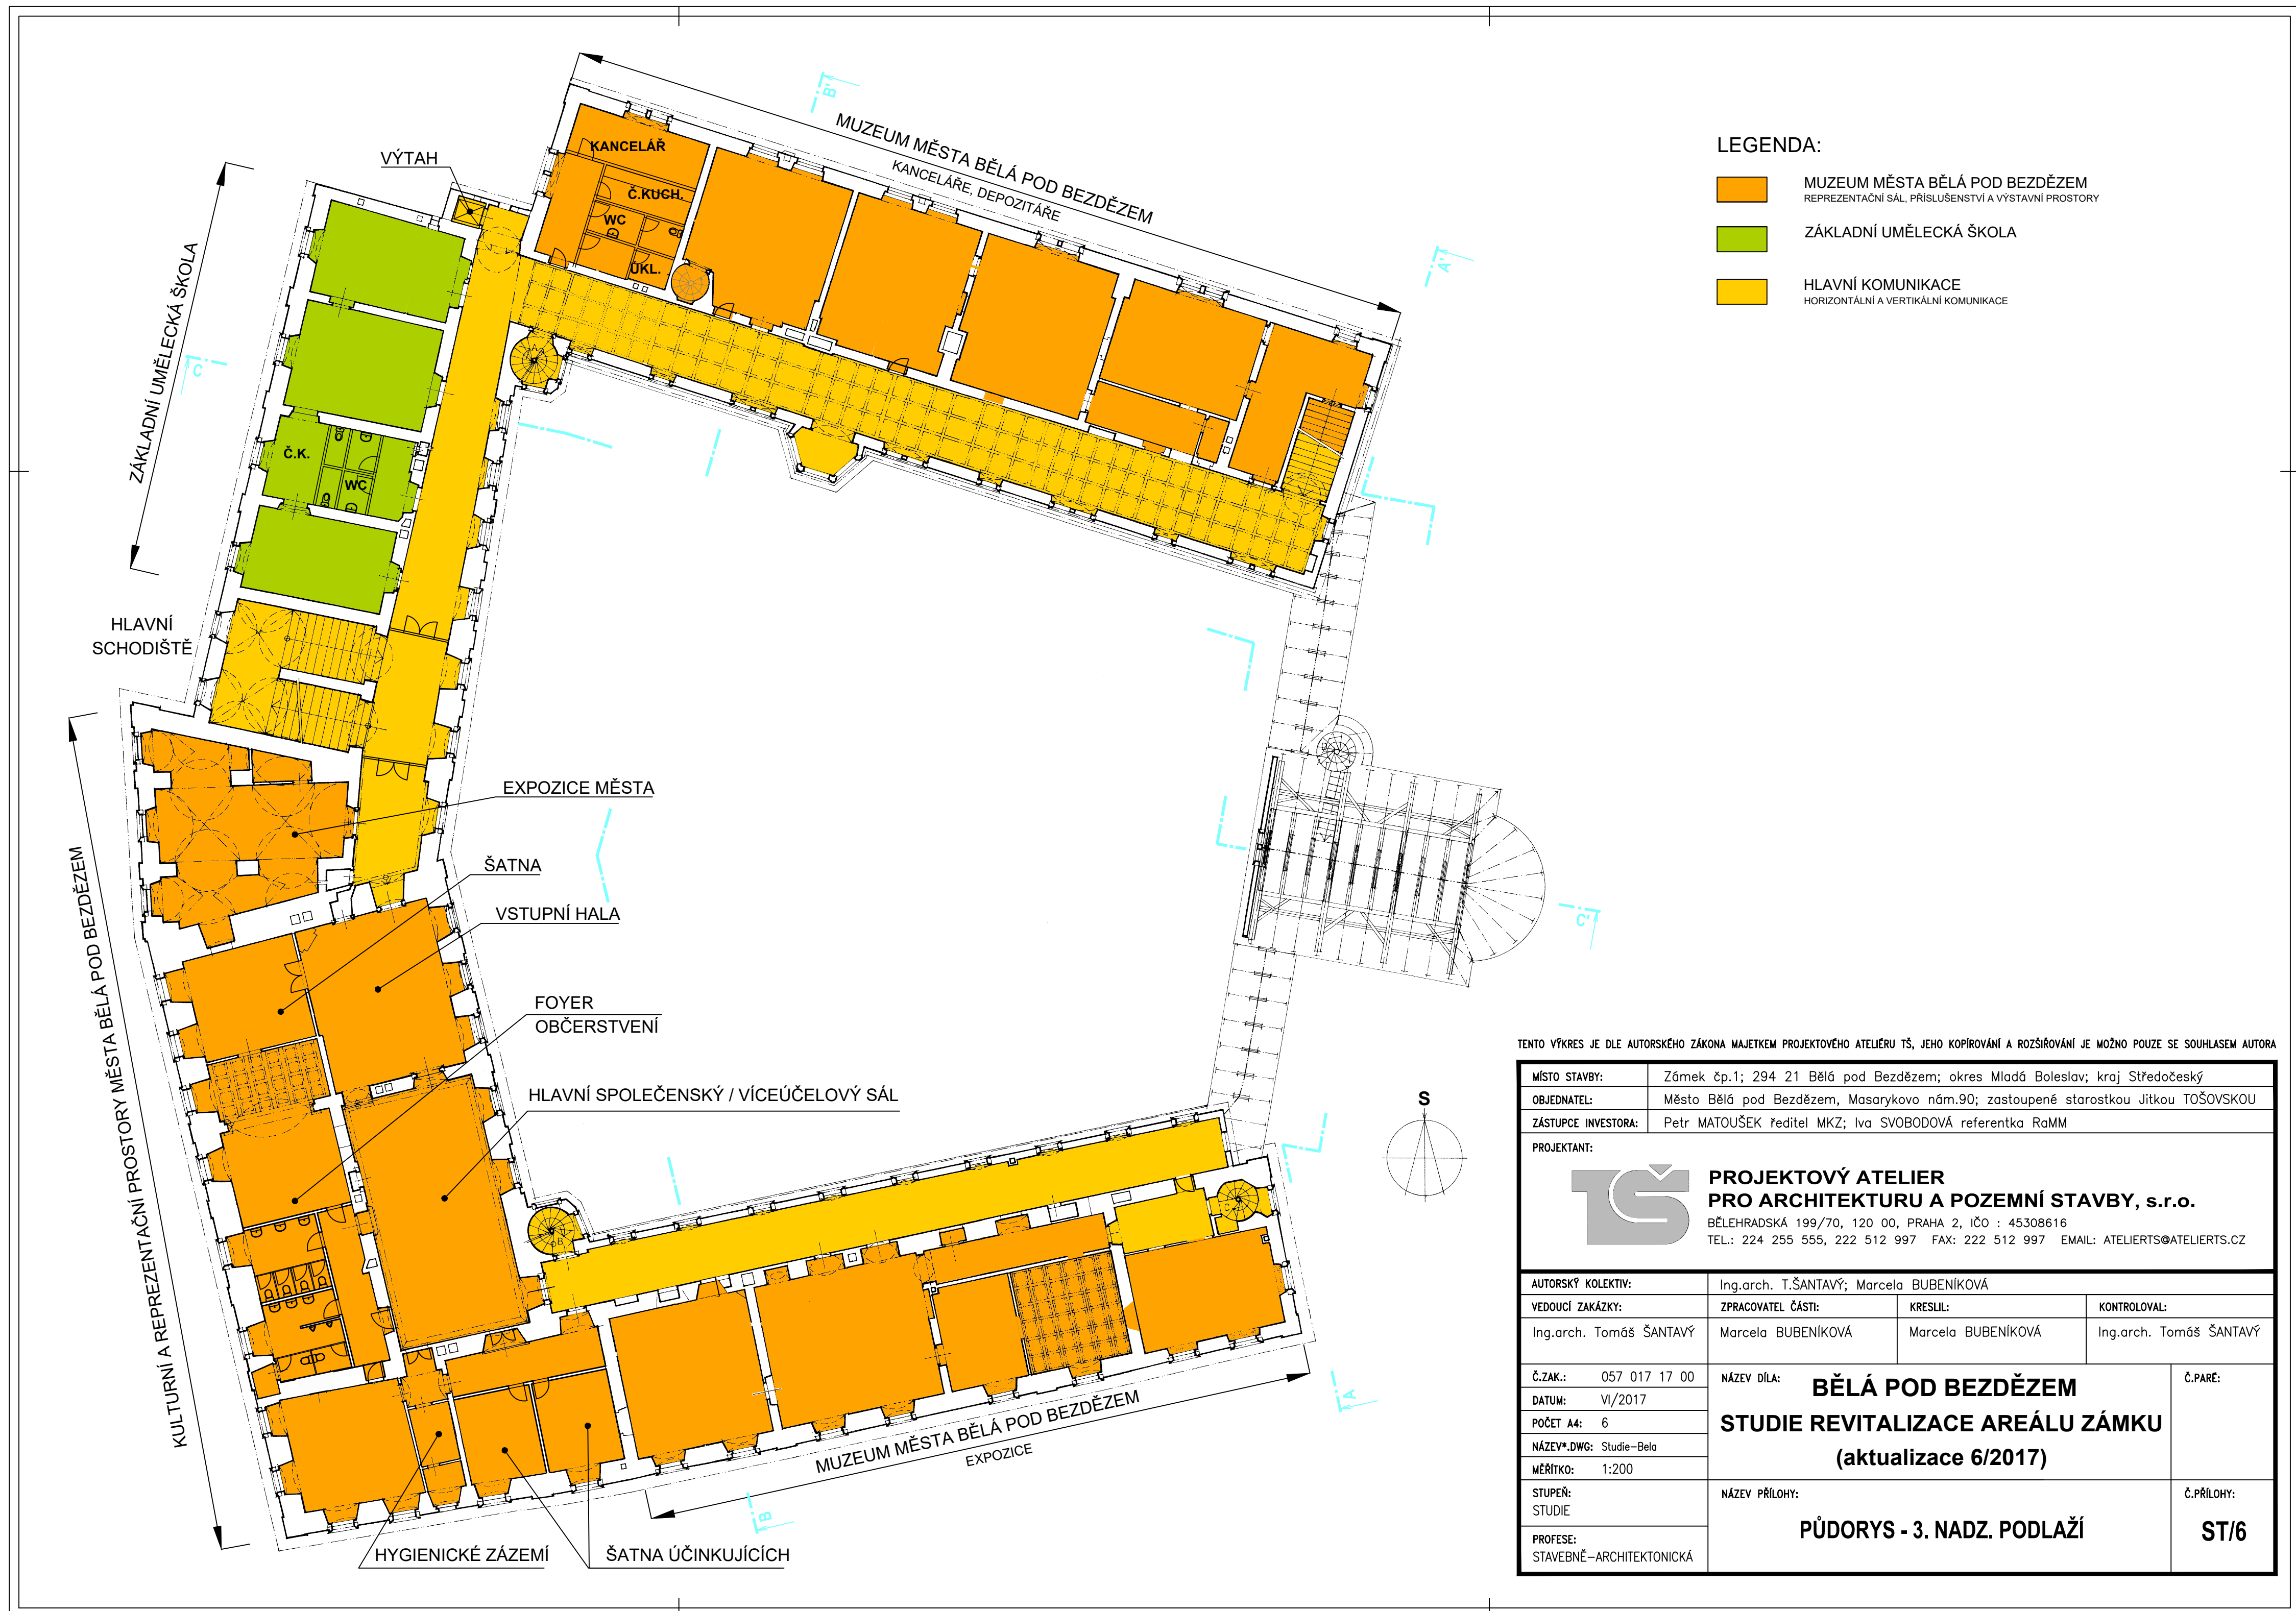 B'
MUZEUM MĚSTA BĚLÁ POD BEZDĚZEM
KANCELÁŘE, DEPOZITÁŘE
A'
VÝTAH
KANCELÁŘ
Č.KUCH.
WC
ÚKL.
ZÁKLADNÍ UMĚLECKÁ ŠKOLA
C
A
Č.K.
WC
HLAVNÍ
SCHODIŠTĚ
LEGENDA:
MUZEUM MĚSTA BĚLÁ POD BEZDĚZEM
REPREZENTAČNÍ SÁL, PŘÍSLUŠENSTVÍ A VÝSTAVNÍ PROSTORY
ZÁKLADNÍ UMĚLECKÁ ŠKOLA
HLAVNÍ KOMUNIKACE
HORIZONTÁLNÍ A VERTIKÁLNÍ KOMUNIKACE
EXPOZICE MĚSTA
ŠATNA
VSTUPNÍ HALA
FOYER
OBČERSTVENÍ
HLAVNÍ SPOLEČENSKÝ / VÍCEÚČELOVÝ SÁL
KULTURNÍ A REPREZENTAČNÍ PROSTORY MĚSTA BĚLÁ POD BEZDĚZEM
D
C'
B
C
S
MUZEUM MĚSTA BĚLÁ POD BEZDĚZEM
EXPOZICE
A
B
HYGIENICKÉ ZÁZEMÍ
ŠATNA ÚČINKUJÍCÍCH
TENTO VÝKRES JE DLE AUTORSKÉHO ZÁKONA MAJETKEM PROJEKTOVÉHO ATELIÉRU TŠ, JEHO KOPÍROVÁNÍ A ROZŠIŘOVÁNÍ JE MOŽNO POUZE SE SOUHLASEM AUTORA
MÍSTO STAVBY: Zámek čp.1; 294 21 Bělá pod Bezdězem; okres Mladá Boleslav; kraj Středočeský
OBJEDNATEL: Město Bělá pod Bezdězem, Masarykovo nám.90; zastoupené starostkou Jitkou TOŠOVSKOU
ZÁSTUPCE INVESTORA: Petr MATOUŠEK ředitel MKZ; Iva SVOBODOVÁ referentka RaMM
PROJEKTANT:
TŠ
PROJEKTOVÝ ATELIER
PRO ARCHITEKTURU A POZEMNÍ STAVBY, s.r.o.
BĚLEHRADSKÁ 199/70, 120 00, PRAHA 2, IČO : 45308616
TEL.: 224 255 555, 222 512 997 FAX: 222 512 997 EMAIL: ATELIERTS@ATELIERTS.CZ
AUTORSKÝ KOLEKTIV: Ing.arch. T.ŠANTAVÝ; Marcela BUBENÍKOVÁ
VEDOUCÍ ZAKÁZKY: ZPRACOVATEL ČÁSTI: KRESLIL: KONTROLOVAL:
Ing.arch. Tomáš ŠANTAVÝ Marcela BUBENÍKOVÁ Marcela BUBENÍKOVÁ Ing.arch. Tomáš ŠANTAVÝ
Č.ZAK.: 057 017 17 00
DATUM: VI/2017
POČET A4: 6
NÁZEV*.DWG: Studie-Bela
MĚŘÍTKO: 1:200
STUPEŇ:
STUDIE
PROFESE:
STAVEBNĚ-ARCHITEKTONICKÁ
NÁZEV DÍLA: BĚLÁ POD BEZDĚZEM
STUDIE REVITALIZACE AREÁLU ZÁMKU
(aktualizace 6/2017)
Č.PARÉ:
NÁZEV PŘÍLOHY:
PŮDORYS - 3. NADZ. PODLAŽÍ
Č.PŘÍLOHY:
ST/6